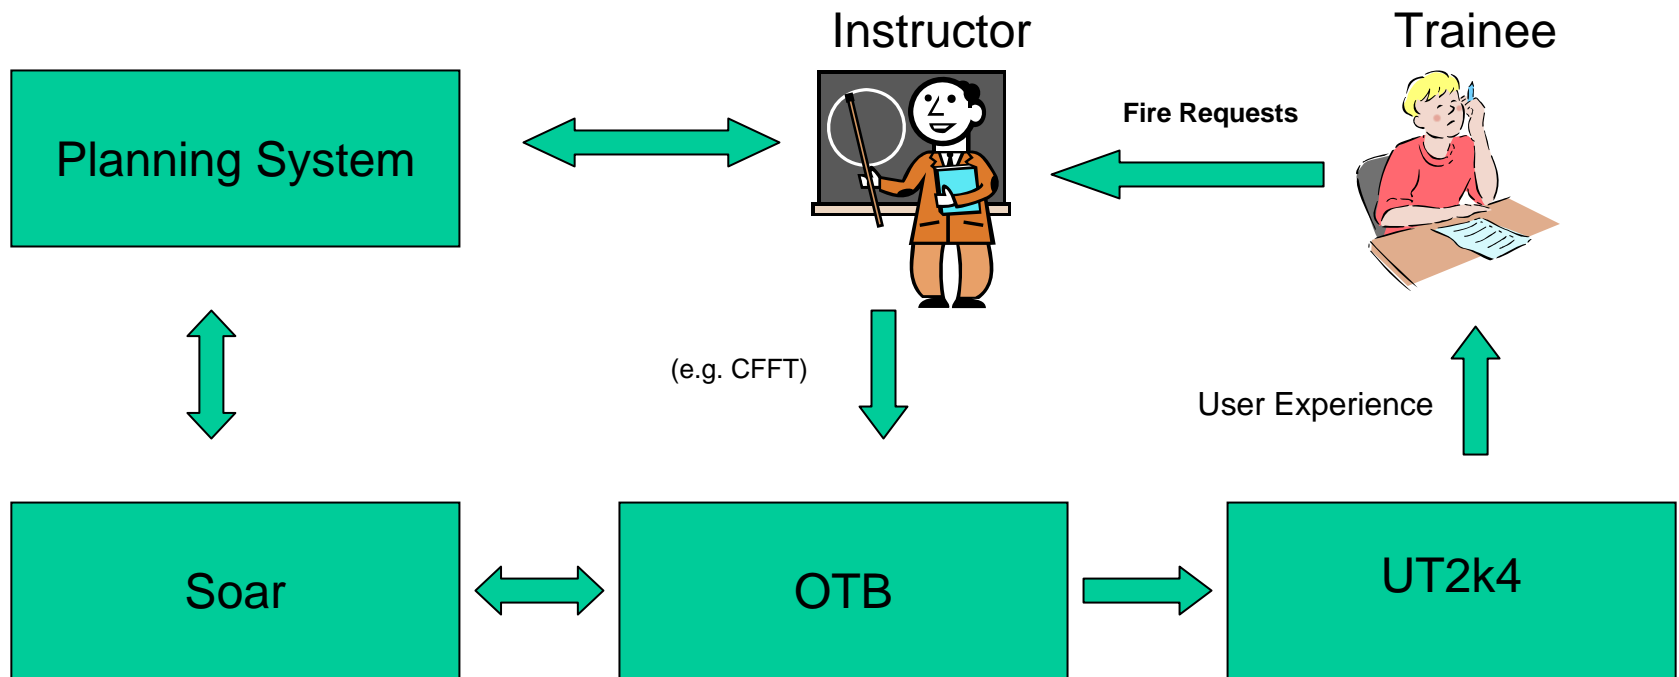 Instructor
Trainee
Planning System
Fire Requests
(e.g. CFFT)
User Experience
Soar
OTB
UT2k4